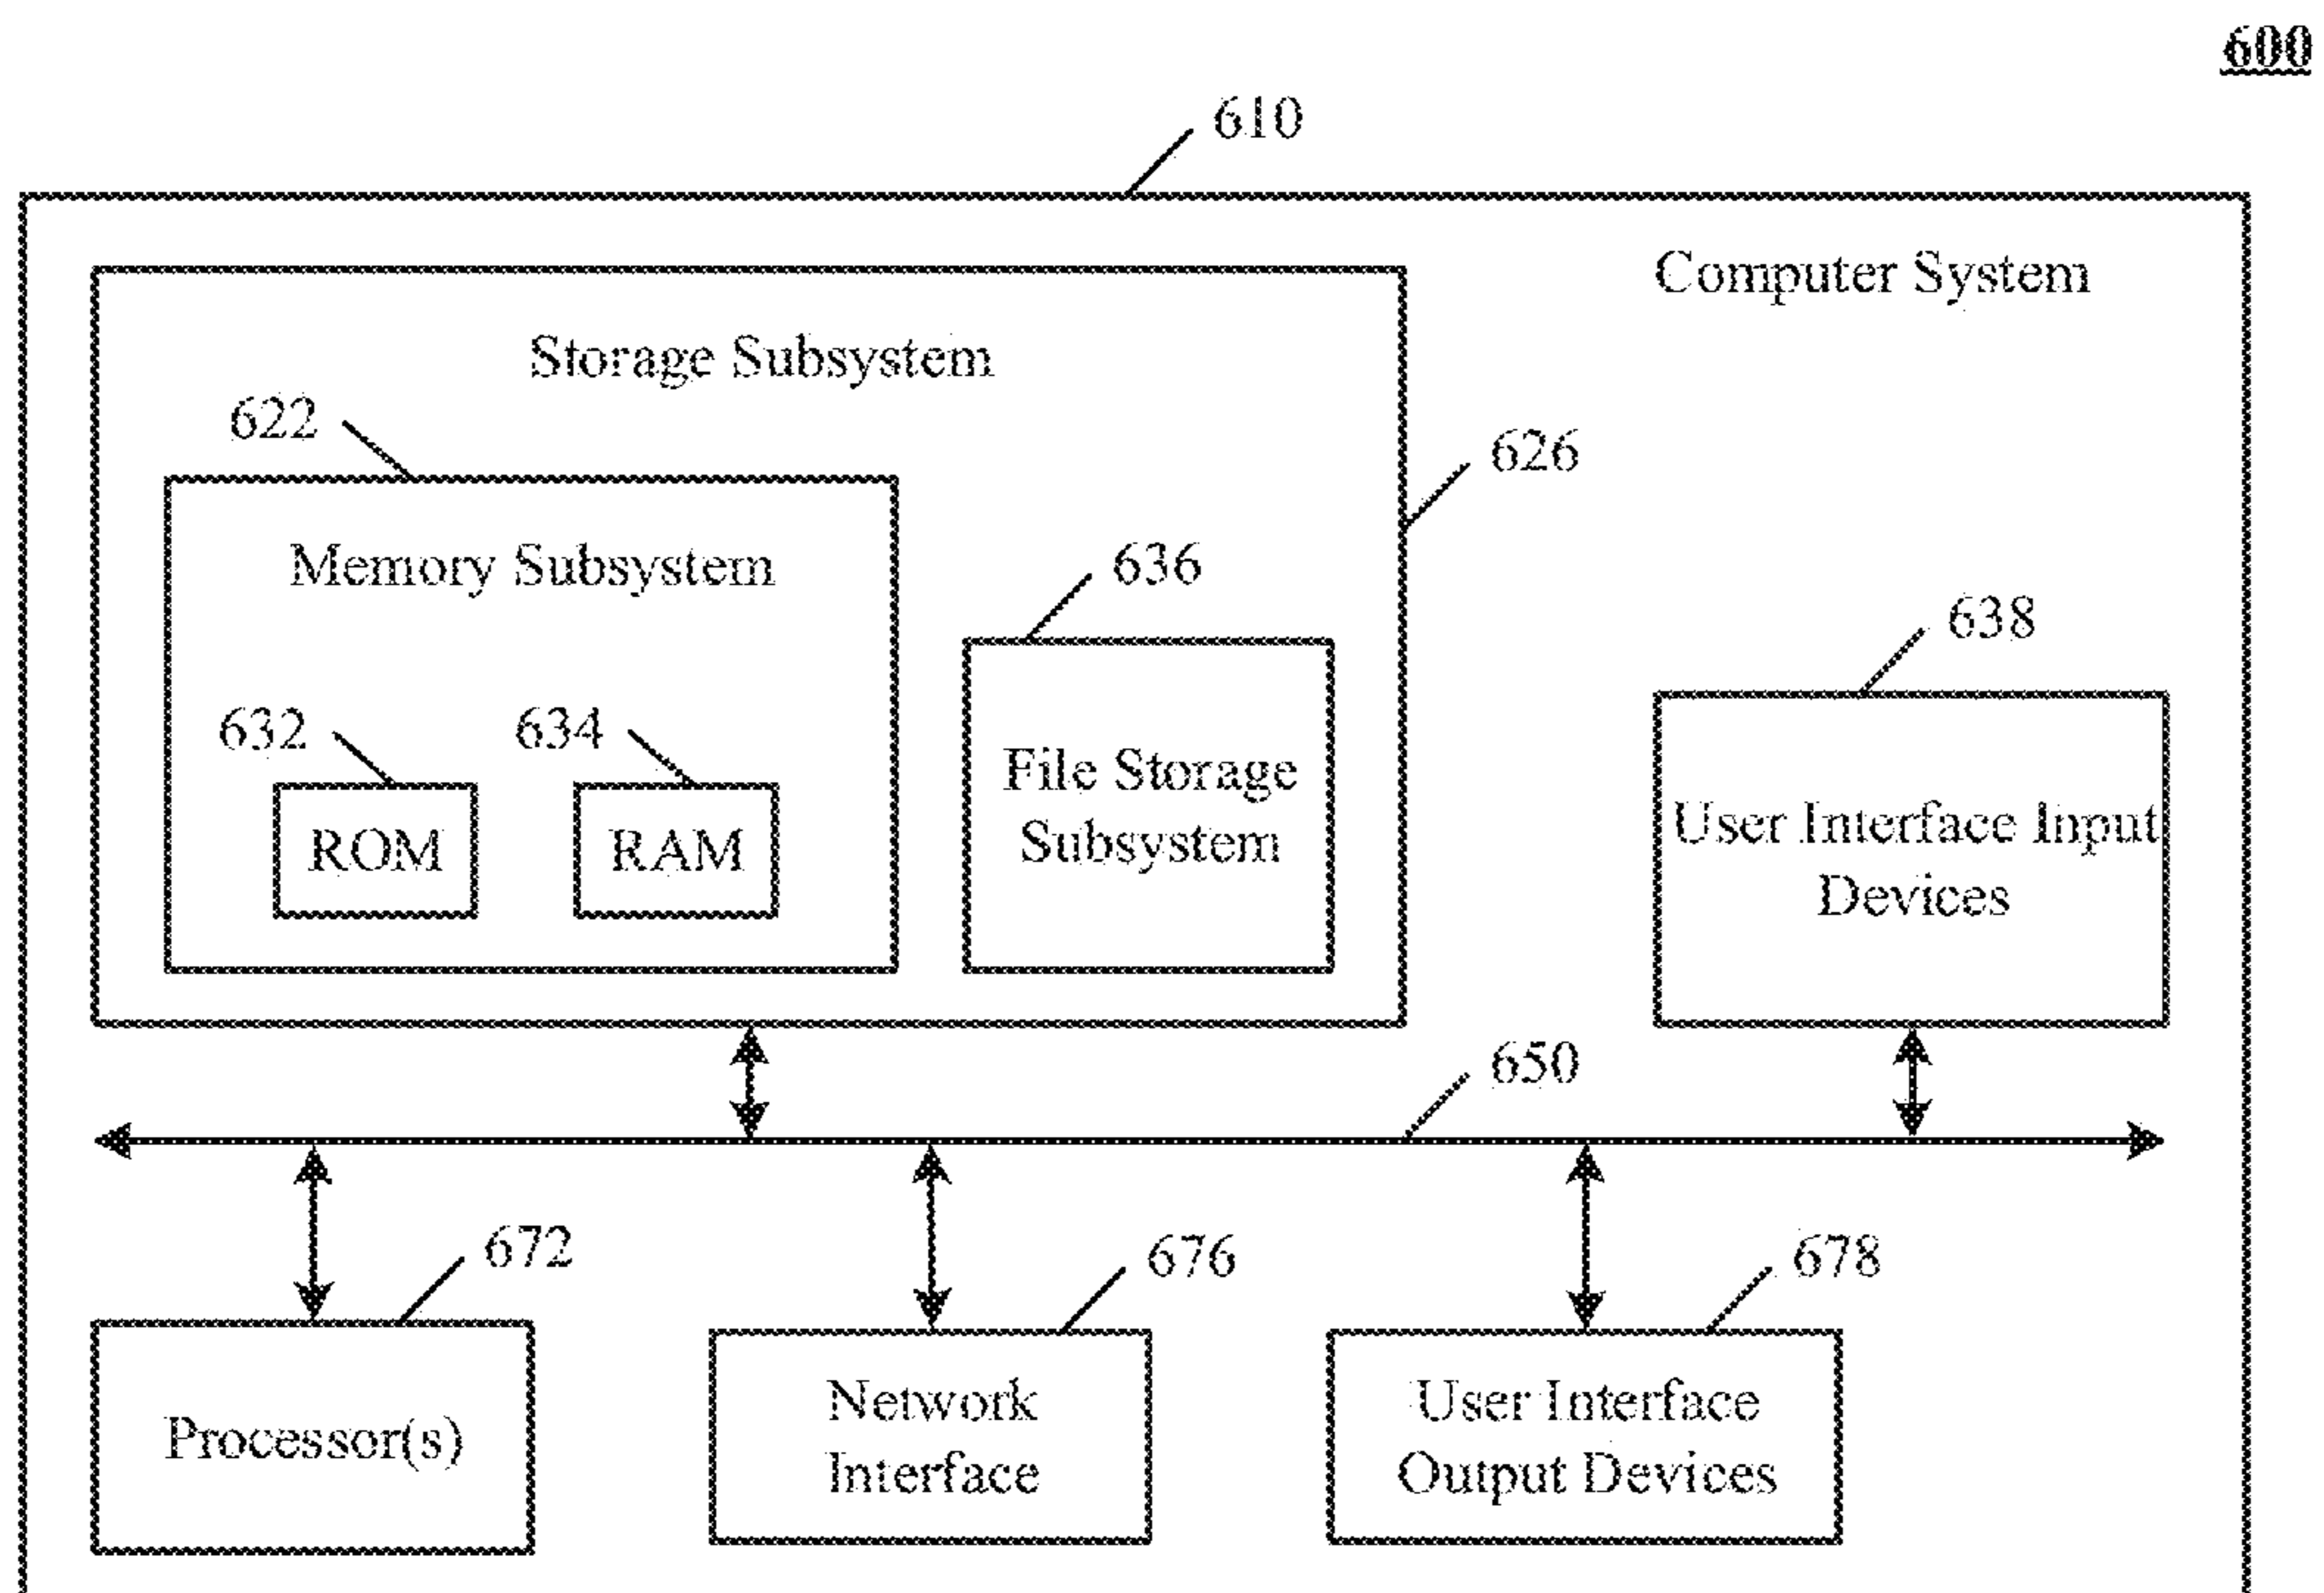 600
610
Computer System
Storage Subsystem
622
626
Memory Subsystem
636
638
632
634
File Storage
Subsystem
ROM
RAM
User Interface Input
Devices
650
672
676
678
Processor(s)
Network
Interface
User Interface
Output Devices